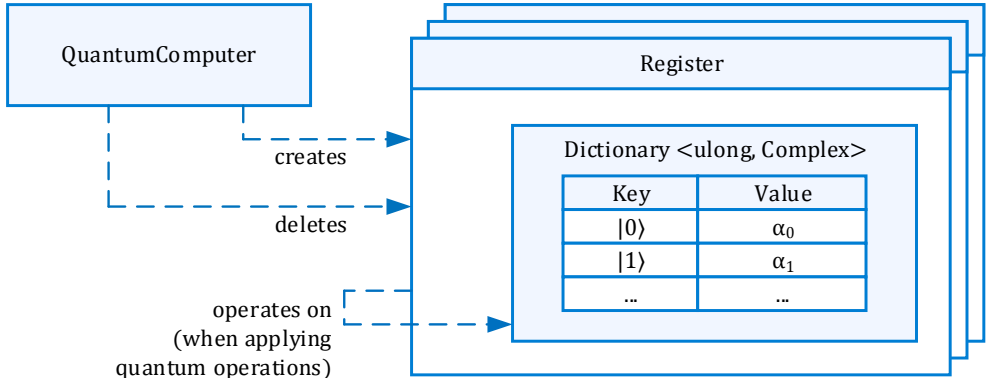 QuantumComputer
Register
creates
deletes
Dictionary <ulong, Complex>
Key Value
|0⟩ α₀
|1⟩ α₁
... ...
operates on
(when applying
quantum operations)